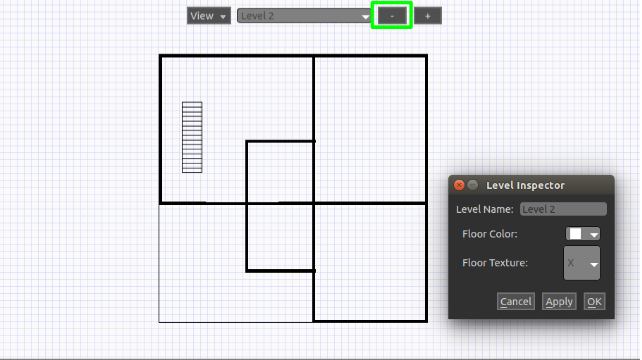 View
Level 2
-
+
Level Inspector
Level Name:
Level 2
Floor Color:
Floor Texture:
X
Cancel
Apply
OK